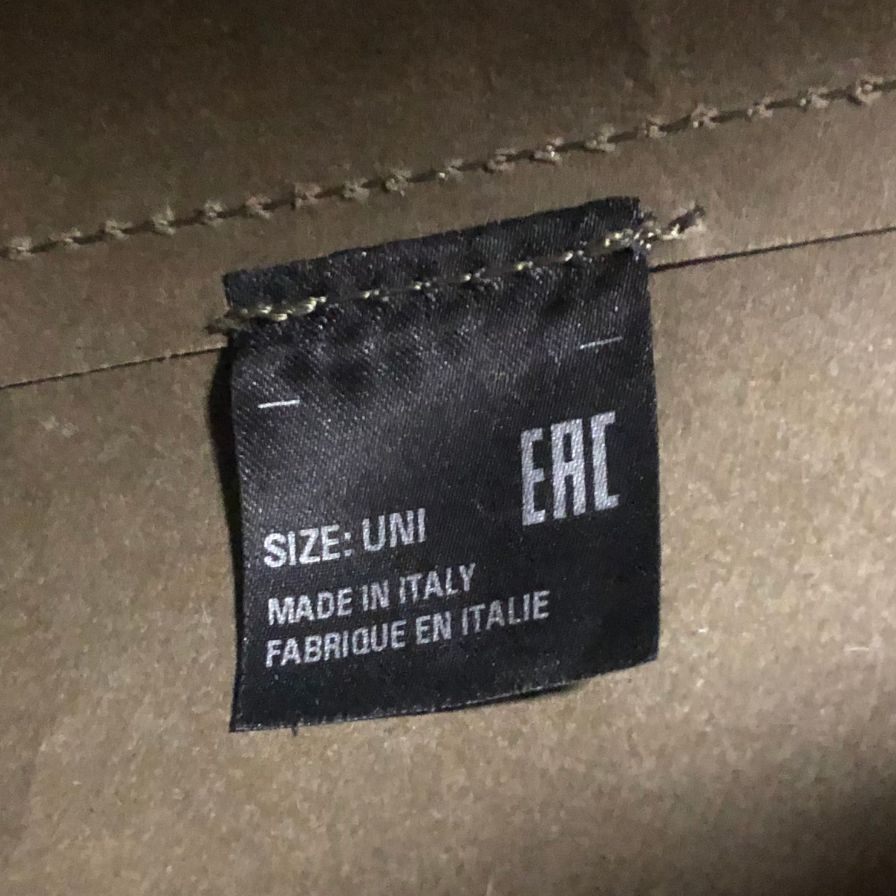 EAC
SIZE: UNI
MADE IN ITALY
FABRIQUE EN ITALIE